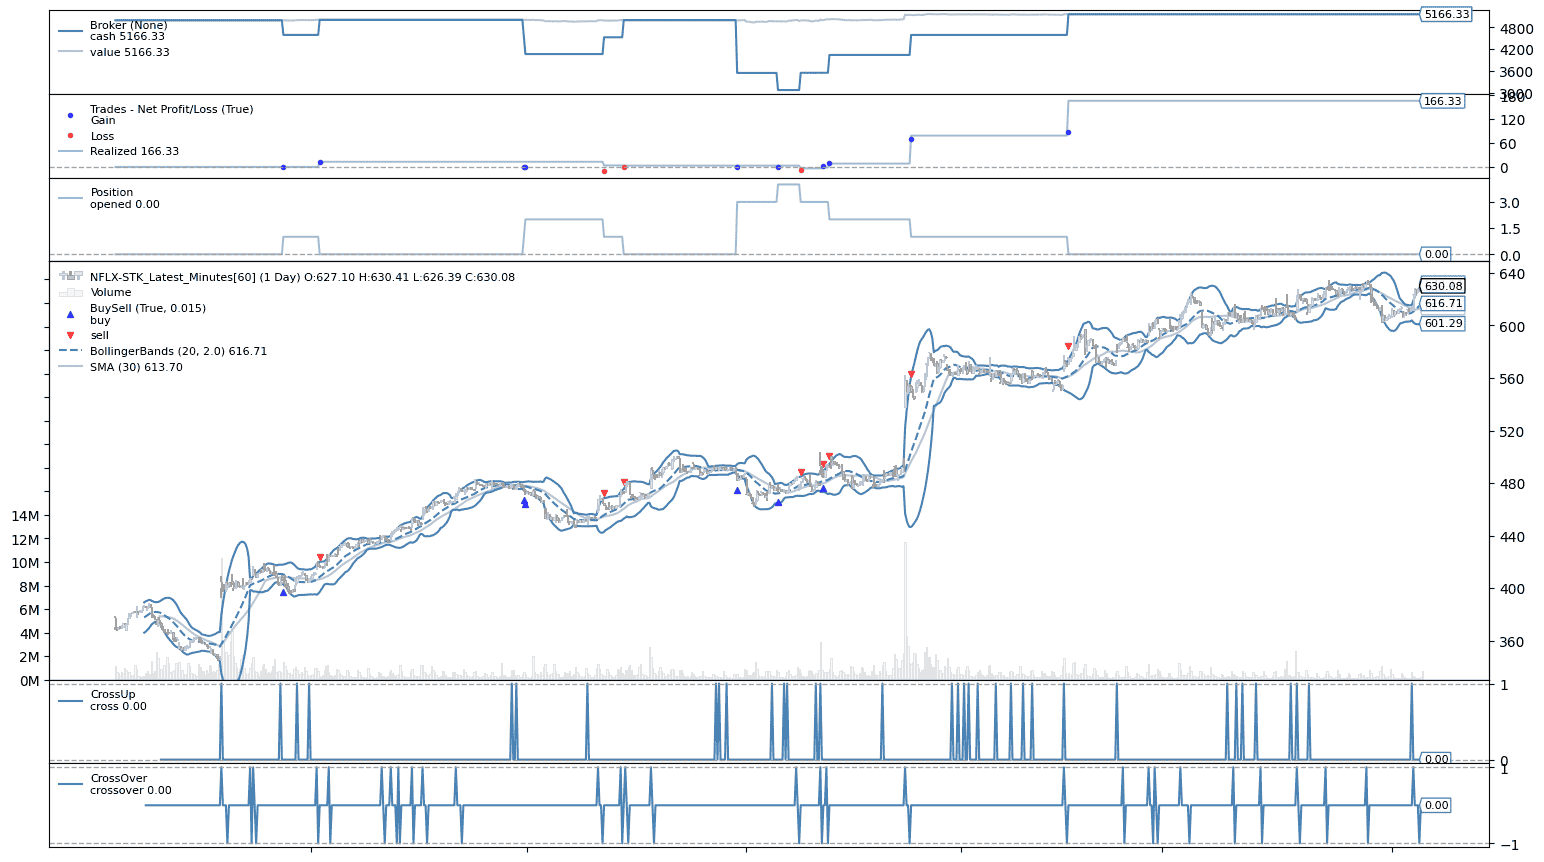 Broker (None)
cash 5166.33
value 5166.33
5166.33
4800
4200
3600
3000
Trades - Net Profit/Loss (True)
Gain
Loss
Realized 166.33
180
166.33
120
60
0
Position
opened 0.00
3.0
1.5
0.0
0.00
NFLX-STK_Latest_Minutes[60] (1 Day) O:627.10 H:630.41 L:626.39 C:630.08
Volume
BuySell (True, 0.015)
buy
sell
BollingerBands (20, 2.0) 616.71
SMA (30) 613.70
640
630.08
616.71
601.29
600
560
520
480
440
400
360
14M
12M
10M
8M
6M
4M
2M
0M
CrossUp
cross 0.00
1
0
0.00
CrossOver
crossover 0.00
1
0.00
−1